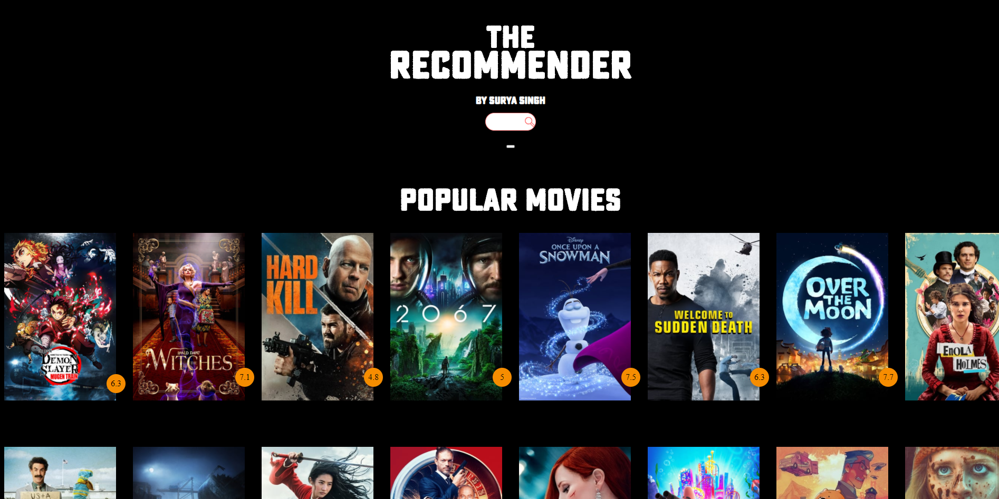 THE
RECOMMENDER
BY SURYA SINGH
POPULAR MOVIES
DEMON
SLAYER
MUGEN TRAIN
6.3
ROALD DAHL'S
THE
WITCHES
7.1
HARD
KILL
4.8
2067
5
Disney
ONCE UPON A
SNOWMAN
7.5
WELCOME TO
SUDDEN DEATH
6.3
OVER
THE
MOON
7.7
ENOLA
HOLMES
US+A